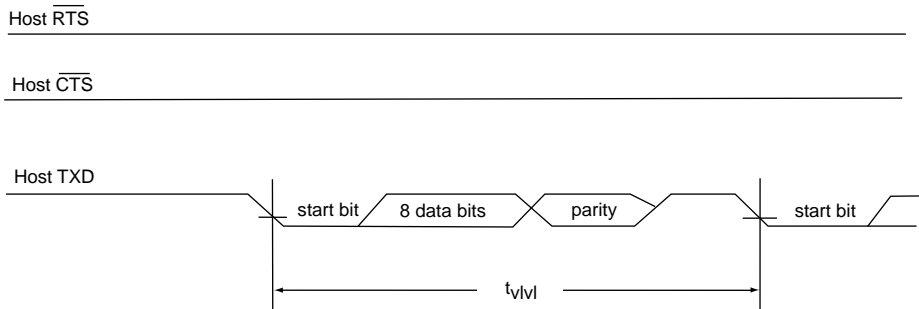 Host RTS
Host CTS
Host TXD
start bit
8 data bits
parity
start bit
tvlvl